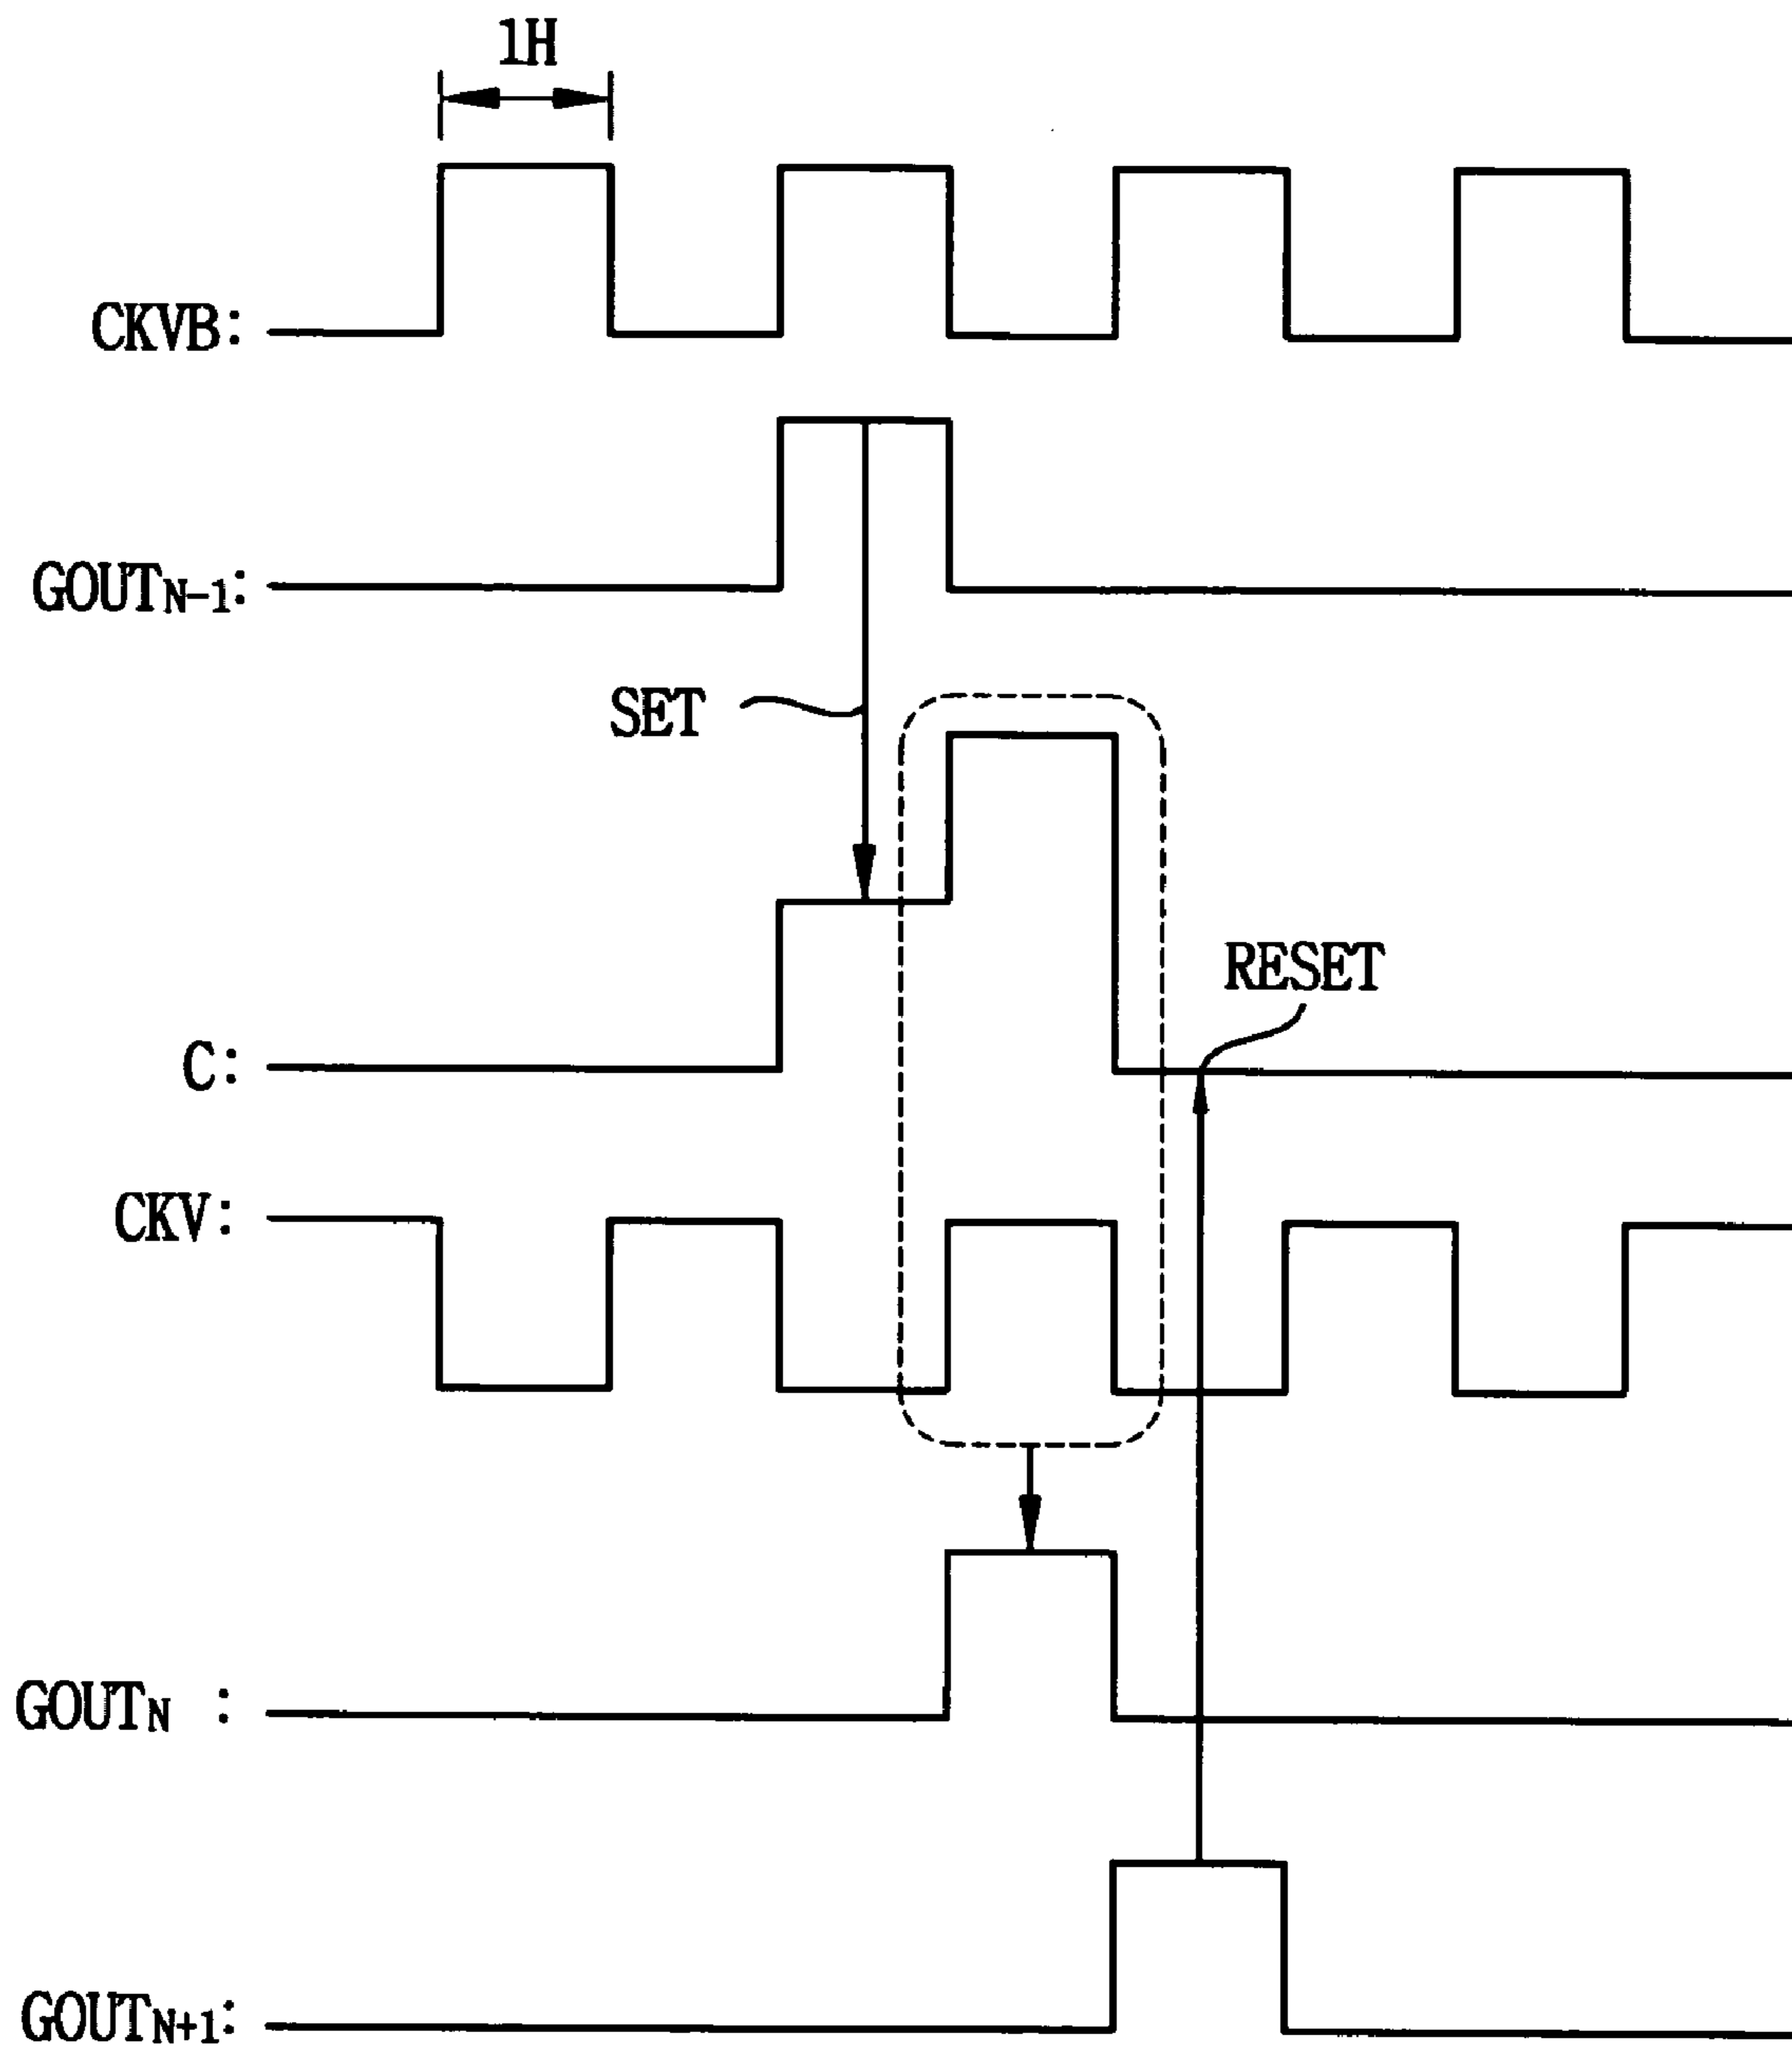 1H
CKVB:
GOUTN-1:
SET
RESET
C:
CKV:
GOUTN :
GOUTN+1: